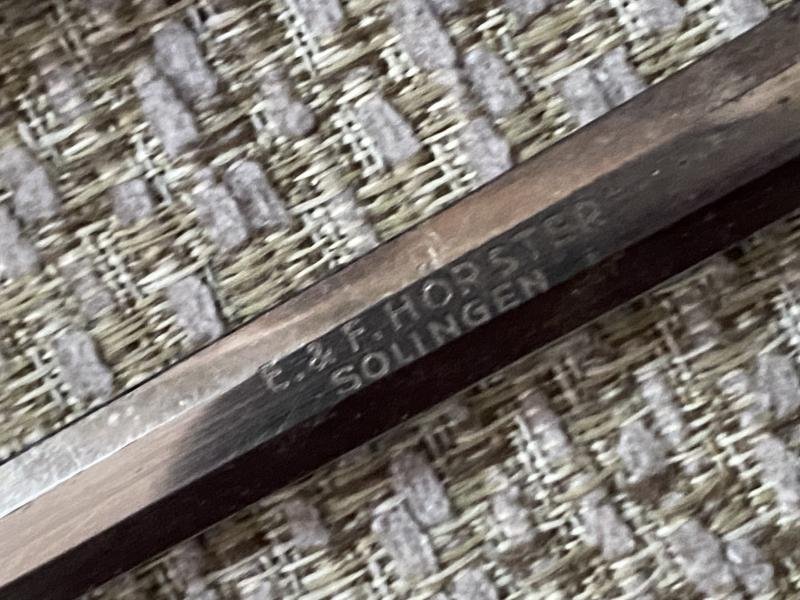 E. & F. HORSTER
SOLINGEN